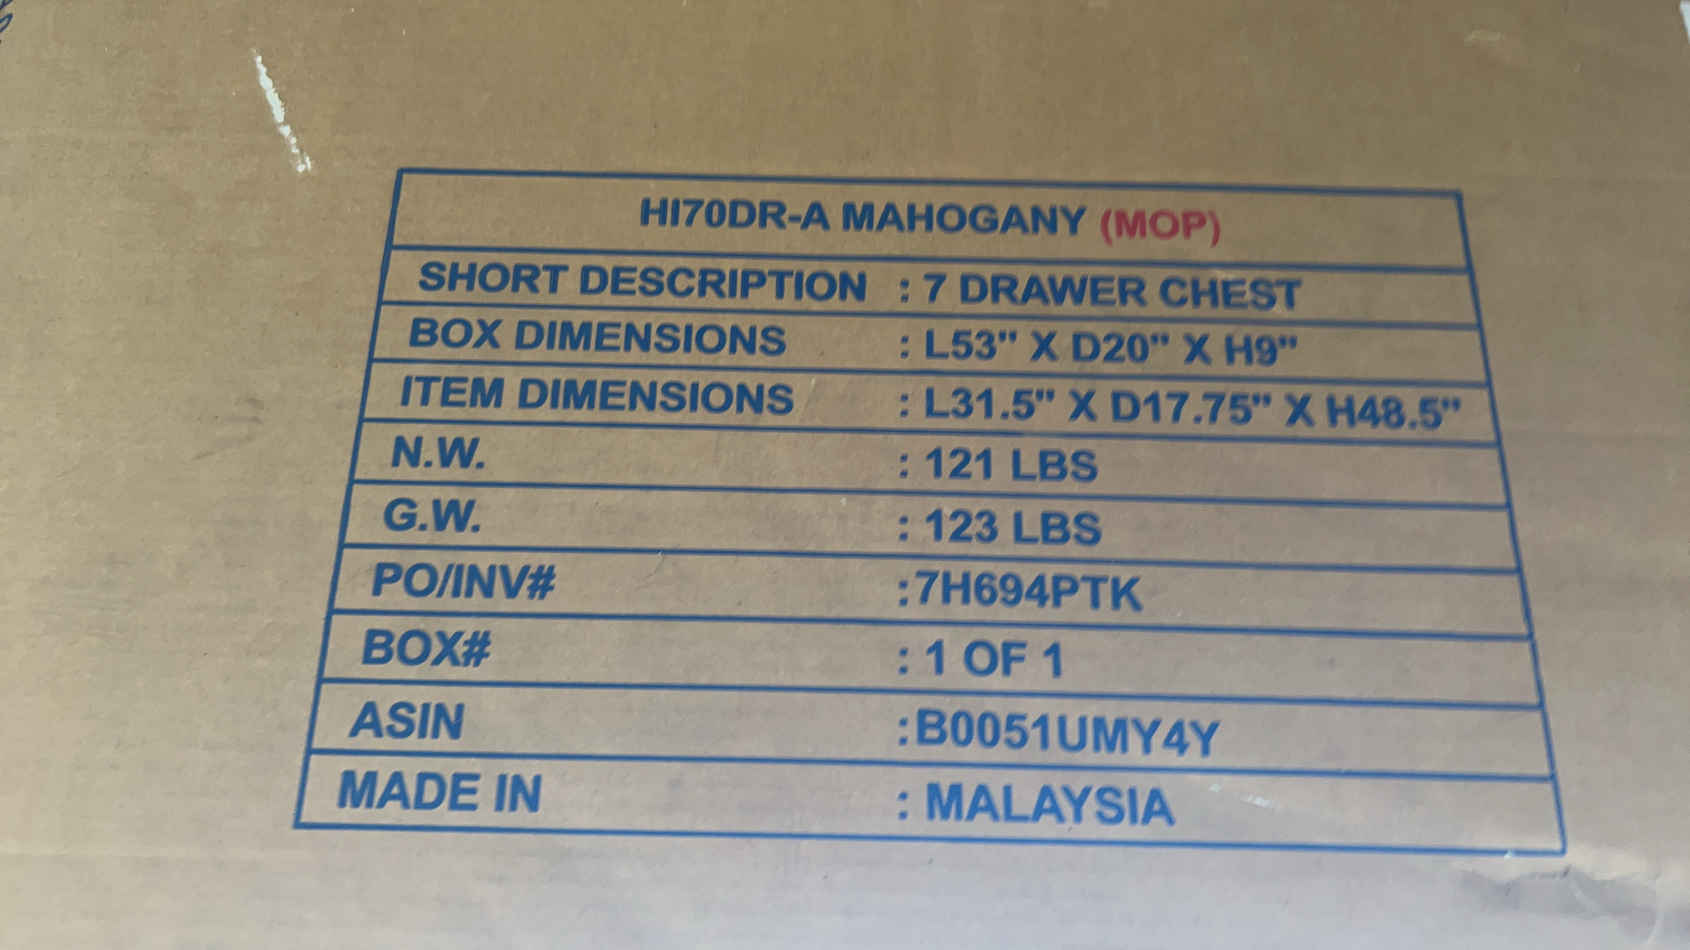 HI70DR-A MAHOGANY (MOP)
SHORT DESCRIPTION : 7 DRAWER CHEST
BOX DIMENSIONS : L53" X D20" X H9"
ITEM DIMENSIONS : L31.5" X D17.75" X H48.5"
N.W. : 121 LBS
G.W. : 123 LBS
PO/INV# :7H694PTK
BOX# : 1 OF 1
ASIN :B0051UMY4Y
MADE IN : MALAYSIA